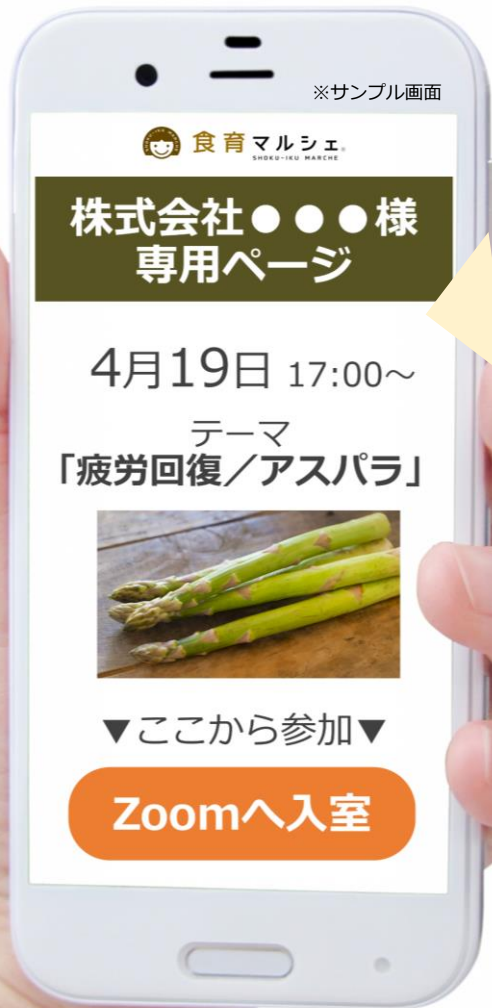 ※サンプル画面
食育マルシェ®
SHOKU-IKU MARCHE
株式会社●●●様
専用ページ
4月19日 17:00～
テーマ
「疲労回復／アスパラ」
▼ここから参加▼
Zoomへ入室